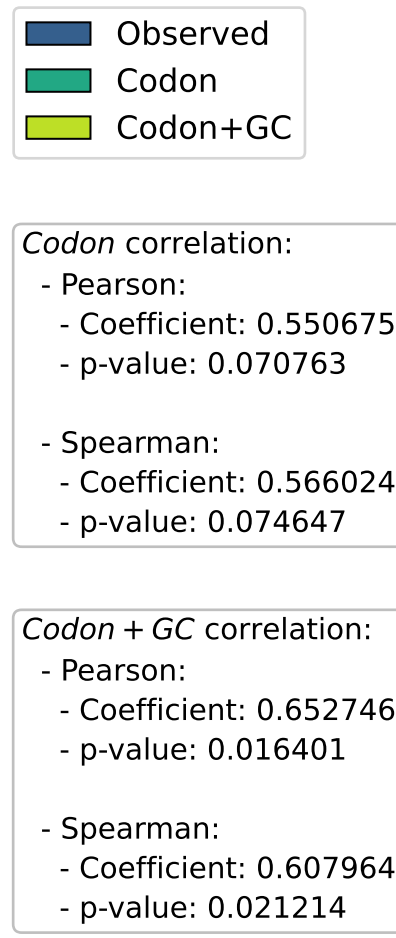 Observed
Codon
Codon+GC
Codon correlation:
- Pearson:
- Coefficient: 0.550675
- p-value: 0.070763
- Spearman:
- Coefficient: 0.566024
- p-value: 0.074647
Codon + GC correlation:
- Pearson:
- Coefficient: 0.652746
- p-value: 0.016401
- Spearman:
- Coefficient: 0.607964
- p-value: 0.021214